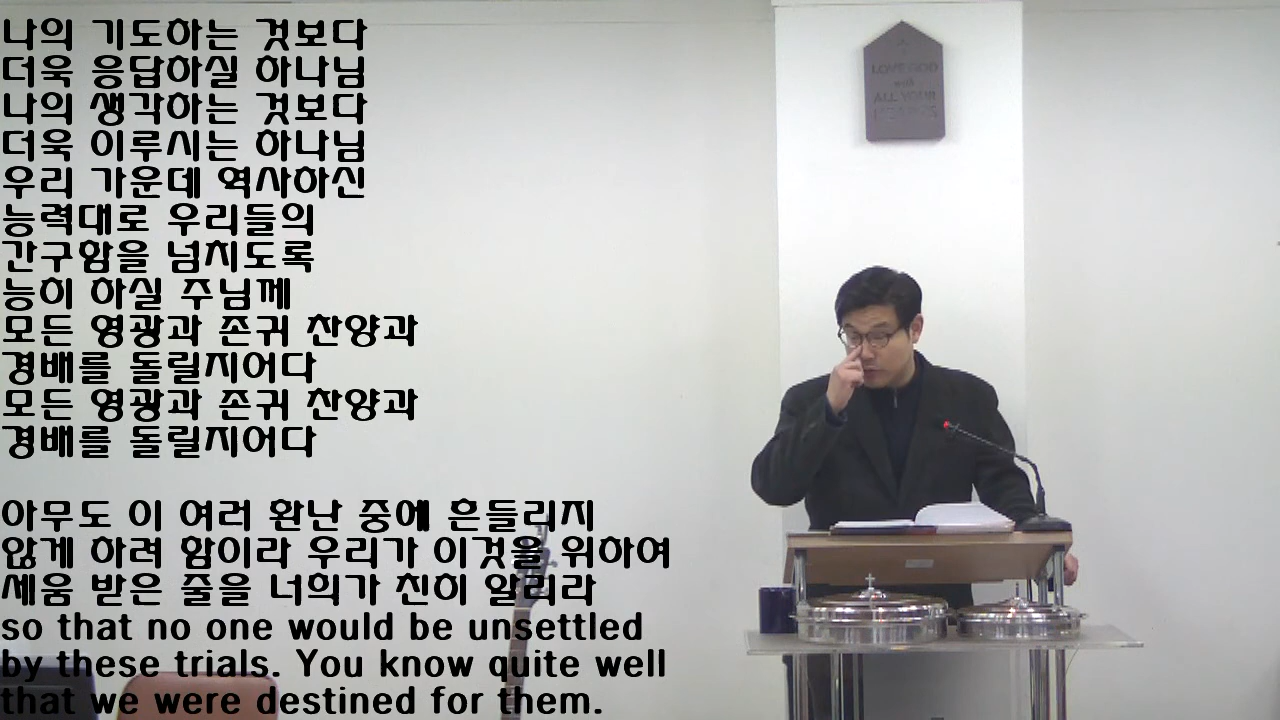 나의 기도하는 것보다
더욱 응답하실 하나님
나의 생각하는 것보다
더욱 이루시는 하나님
우리 가운데 역사하신
능력대로 우리들의
간구함을 넘치도록
능히 하실 주님께
모든 영광과 존귀 찬양과
경배를 돌릴지어다
모든 영광과 존귀 찬양과
경배를 돌릴지어다
아무도 이 여러 환난 중에 흔들리지
않게 하려 함이라 우리가 이것을 위하여
세움 받은 줄을 너희가 친히 알리라
so that no one would be unsettled
by these trials. You know quite well
that we were destined for them.
LOVE GOD
with
ALL YOUR